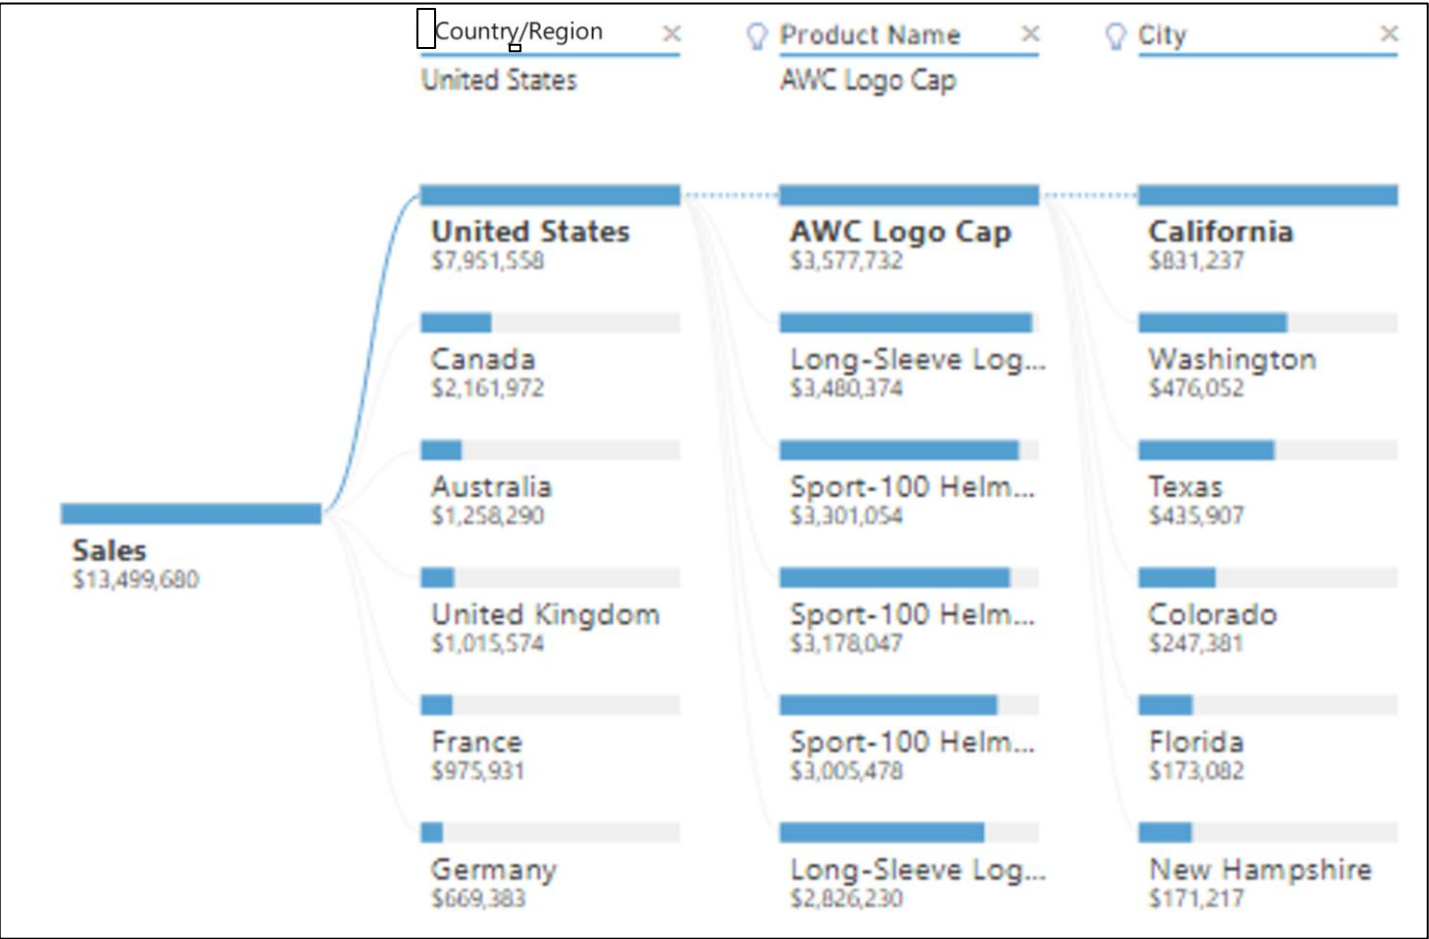 Country/Region
Product Name
City
United States
AWC Logo Cap
United States
$7,951,558
Canada
$2,161,972
Australia
$1,258,290
United Kingdom
$1,015,574
France
$975,931
Germany
$669,383
Sales
$13,499,680
AWC Logo Cap
$3,577,732
Long-Sleeve Log...
$3,480,374
Sport-100 Helm...
$3,301,054
Sport-100 Helm...
$3,178,047
Sport-100 Helm...
$3,005,478
Long-Sleeve Log...
$2,826,230
California
$831,237
Washington
$476,052
Texas
$435,907
Colorado
$247,381
Florida
$173,082
New Hampshire
$171,217